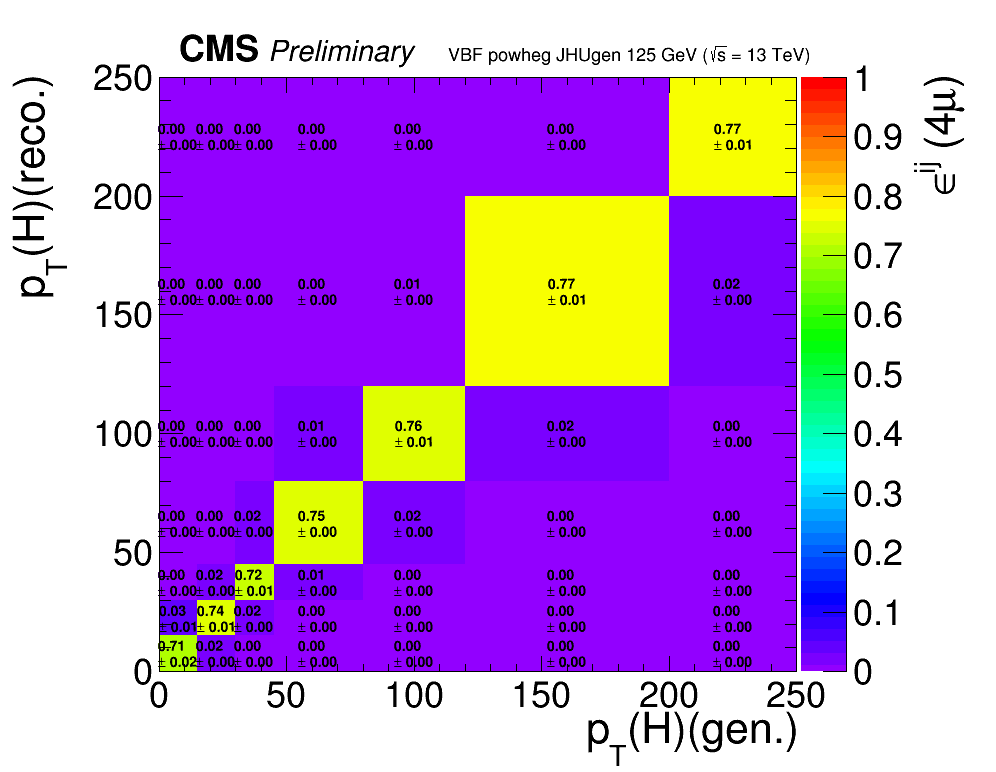 CMS Preliminary VBF powheg JHUgen 125 GeV (√s = 13 TeV)
p_T(H)(reco.)
250
200
150
100
50
0
0.00 0.00 0.00 0.00 0.00 0.00 0.77
± 0.00 ± 0.00 ± 0.00 ± 0.00 ± 0.00 ± 0.00 ± 0.01
0.00 0.00 0.00 0.00 0.01 0.77 0.02
± 0.00 ± 0.00 ± 0.00 ± 0.00 ± 0.00 ± 0.01 ± 0.00
0.00 0.00 0.00 0.01 0.76 0.02 0.00
± 0.00 ± 0.00 ± 0.00 ± 0.00 ± 0.01 ± 0.00 ± 0.00
0.00 0.00 0.02 0.75 0.02 0.00 0.00
± 0.00 ± 0.00 ± 0.00 ± 0.00 ± 0.00 ± 0.00 ± 0.00
0.00 0.02 0.72 0.01 0.00 0.00 0.00
± 0.00 ± 0.00 ± 0.01 ± 0.00 ± 0.00 ± 0.00 ± 0.00
0.03 0.74 0.02 0.00 0.00 0.00 0.00
± 0.01 ± 0.01 ± 0.00 ± 0.00 ± 0.00 ± 0.00 ± 0.00
0.71 0.02 0.00 0.00 0.00 0.00 0.00
± 0.02 ± 0.00 ± 0.00 ± 0.00 ± 0.00 ± 0.00 ± 0.00
0 50 100 150 200 250
p_T(H)(gen.)
1
0.9
0.8
0.7
0.6
0.5
0.4
0.3
0.2
0.1
0
ϵ^ij (4μ)